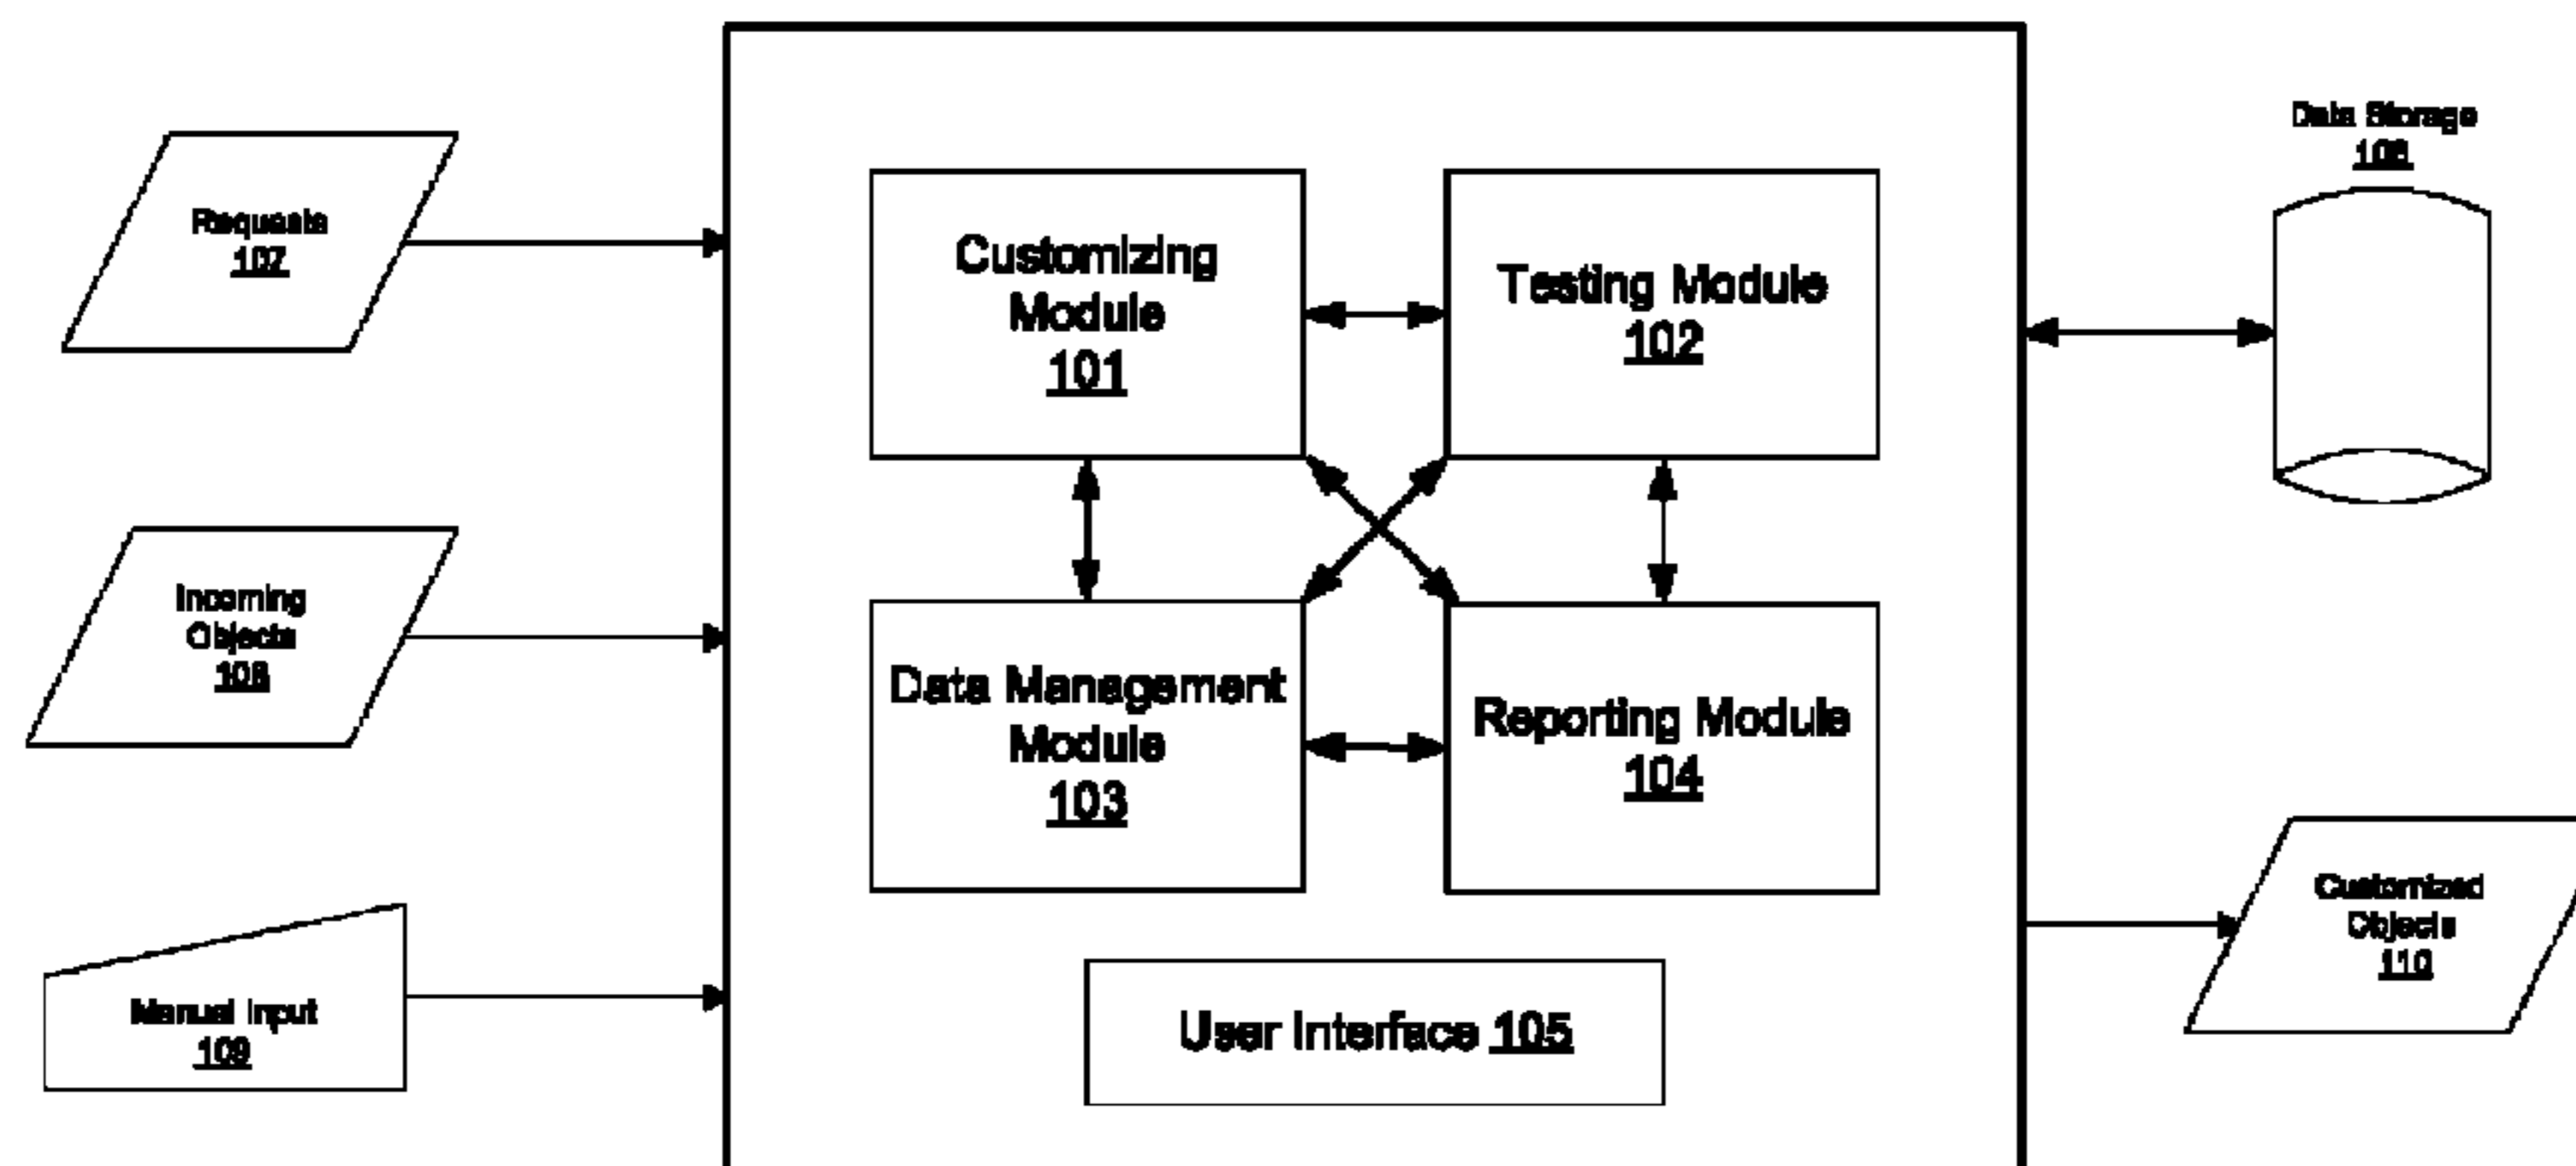 Requests
107
Incoming
Objects
108
Manual Input
109
Customizing
Module
101
Testing Module
102
Data Management
Module
103
Reporting Module
104
User Interface 105
Data Storage
106
Customized
Objects
110